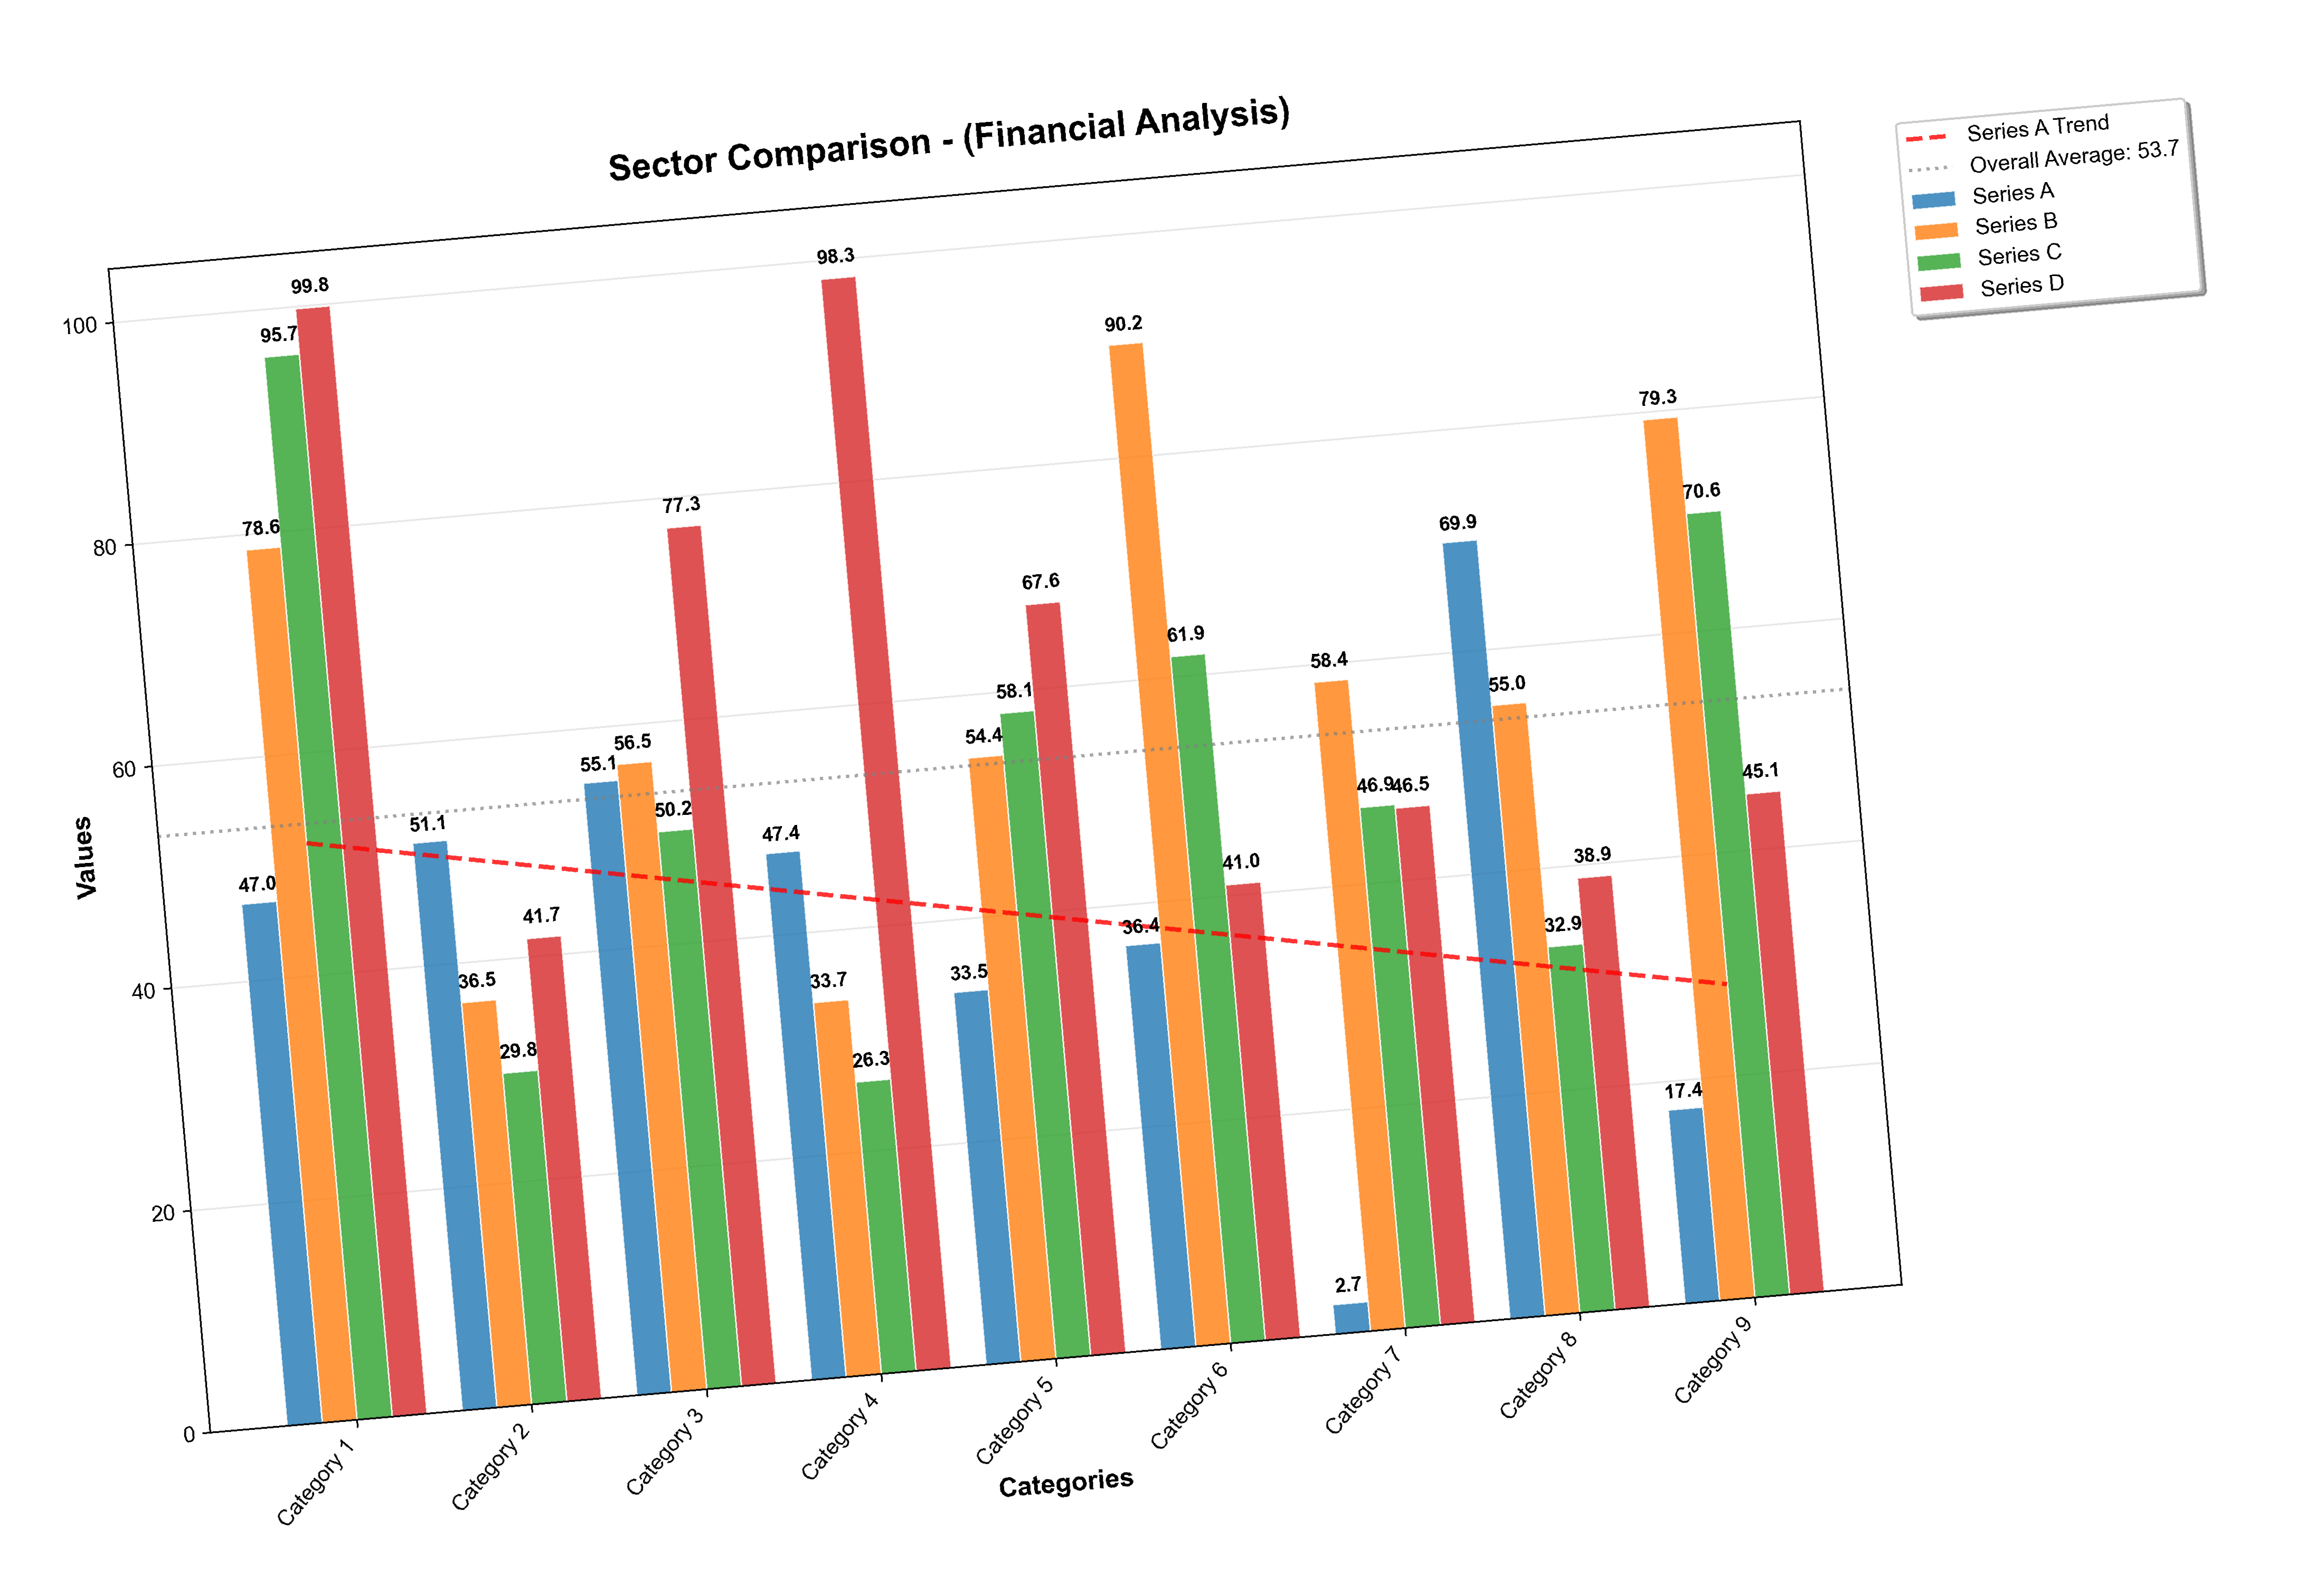 Sector Comparison - (Financial Analysis)
Series A Trend
Overall Average: 53.7
Series A
Series B
Series C
Series D
Values
100
80
60
40
20
0
47.0
78.6
95.7
99.8
51.1
36.5
29.8
41.7
55.1
56.5
50.2
77.3
47.4
33.7
26.3
98.3
33.5
54.4
58.1
67.6
36.4
90.2
61.9
41.0
2.7
58.4
46.9
46.5
69.9
55.0
32.9
38.9
17.4
79.3
70.6
45.1
Category 1
Category 2
Category 3
Category 4
Category 5
Category 6
Category 7
Category 8
Category 9
Categories